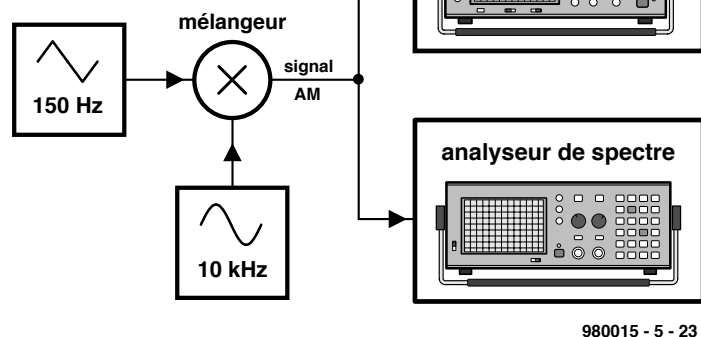 mélangeur
150 Hz
signal
AM
10 kHz
analyseur de spectre
980015 - 5 - 23